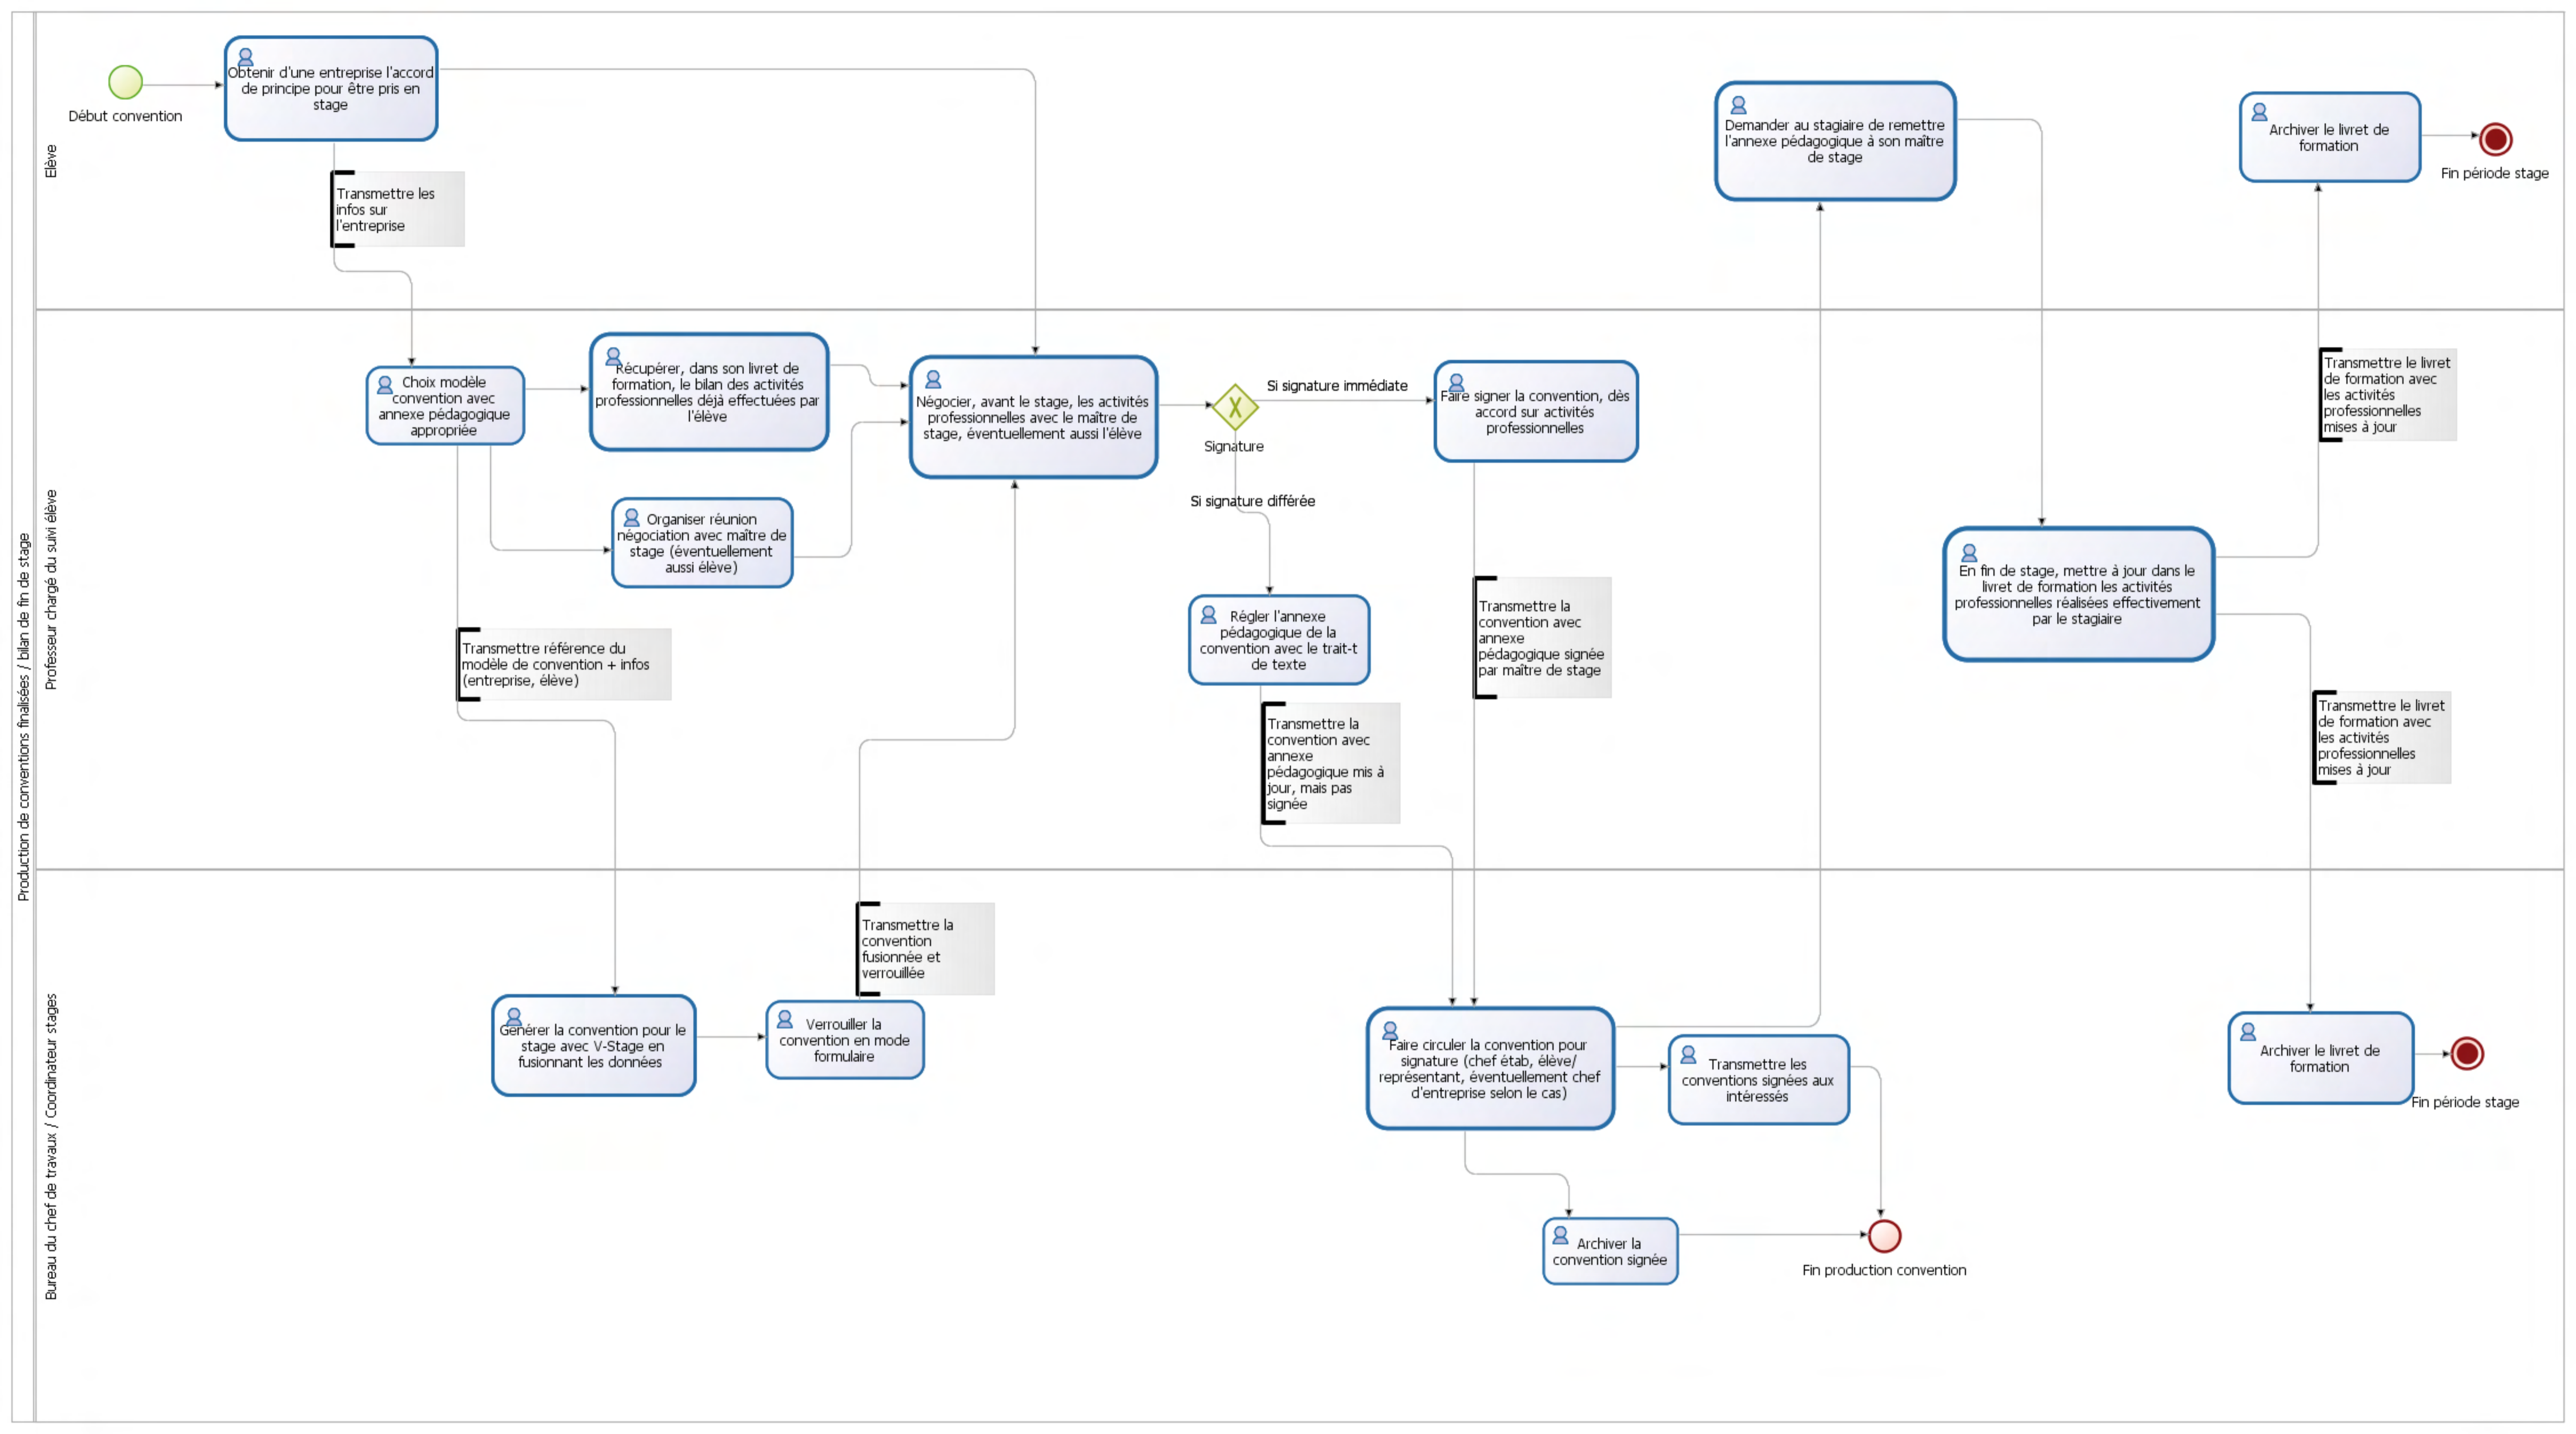 Production de conventions finalisées / bilan de fin de stage
Elève
Début convention
Obtenir d'une entreprise l'accord
de principe pour être pris en
stage
Transmettre les
infos sur
l'entreprise
Demander au stagiaire de remettre
l'annexe pédagogique à son maître
de stage
Archiver le livret de
formation
Fin période stage
Professeur chargé du suivi élève
Choix modèle
convention avec
annexe pédagogique
appropriée
Récupérer, dans son livret de
formation, le bilan des activités
professionnelles déjà effectuées par
l'élève
Organiser réunion
négociation avec maître de
stage (éventuellement
aussi élève)
Transmettre référence du
modèle de convention + infos
(entreprise, élève)
Négocier, avant le stage, les activités
professionnelles avec le maître de
stage, éventuellement aussi l'élève
Signature
Si signature immédiate
Si signature différée
Faire signer la convention, dès
accord sur activités
professionnelles
Régler l'annexe
pédagogique de la
convention avec le trait-t
de texte
Transmettre la
convention avec
annexe
pédagogique signée
par maître de stage
Transmettre la
convention avec
annexe
pédagogique mis à
jour, mais pas
signée
En fin de stage, mettre à jour dans le
livret de formation les activités
professionnelles réalisées effectivement
par le stagiaire
Transmettre le livret
de formation avec
les activités
professionnelles
mises à jour
Transmettre le livret
de formation avec
les activités
professionnelles
mises à jour
Bureau du chef de travaux / Coordinateur stages
Générer la convention pour le
stage avec V-Stage en
fusionnant les données
Verrouiller la
convention en mode
formulaire
Transmettre la
convention
fusionnée et
verrouillée
Faire circuler la convention pour
signature (chef étab, élève/
représentant, éventuellement chef
d'entreprise selon le cas)
Transmettre les
conventions signées aux
intéressés
Archiver la
convention signée
Fin production convention
Archiver le livret de
formation
Fin période stage